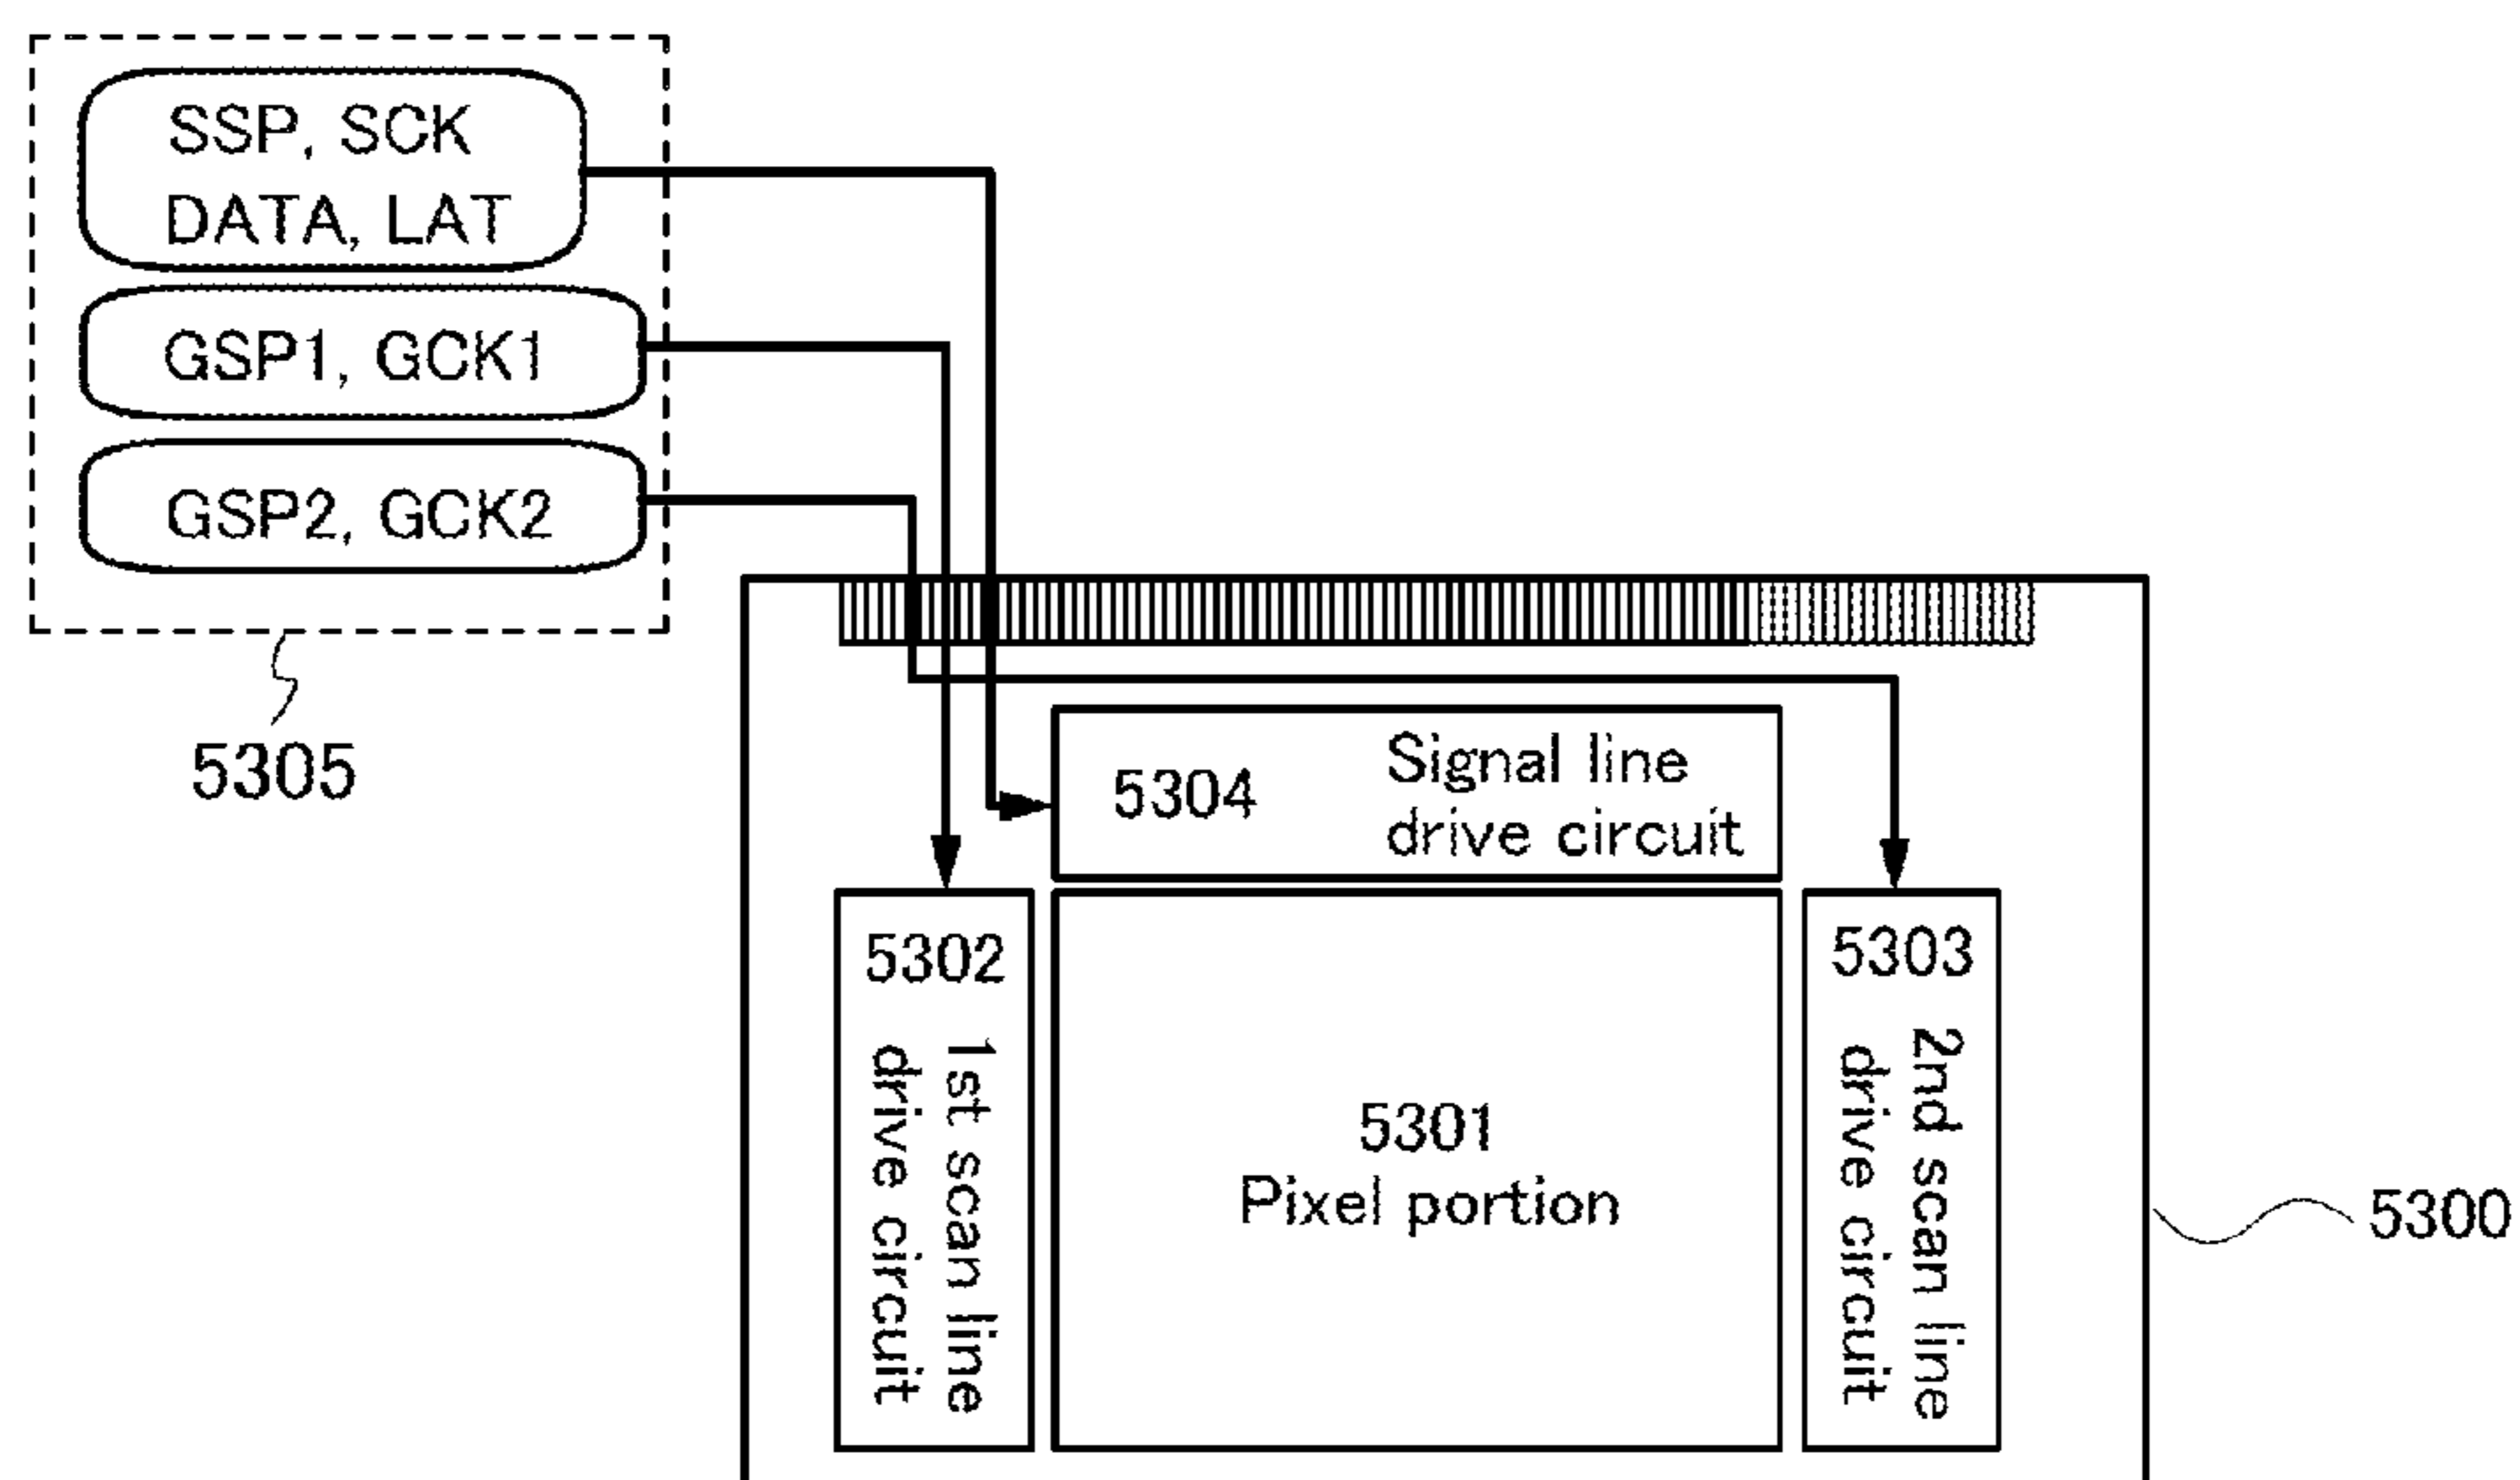 SSP, SCK
DATA, LAT
GSP1, GCK1
GSP2, GCK2
5305
5304
Signal line
drive circuit
5302
1st scan line
drive circuit
5301
Pixel portion
5303
2nd scan line
drive circuit
5300